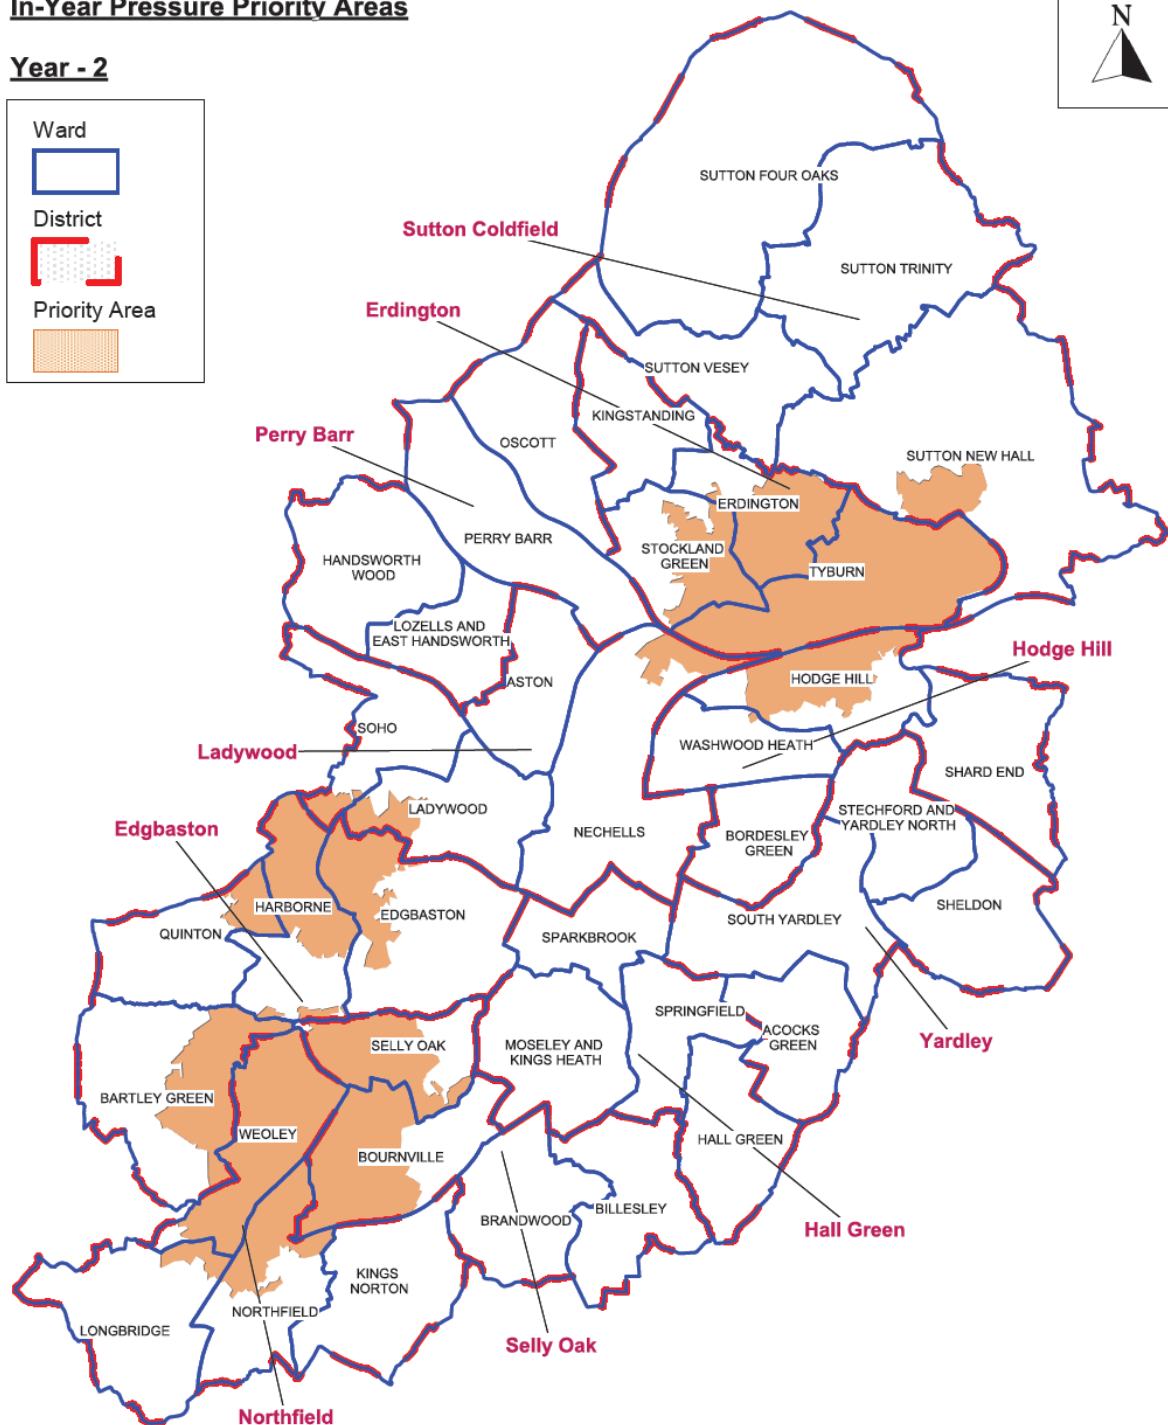 In-Year Pressure Priority Areas
N
Year - 2
Ward
District
Priority Area
SUTTON FOUR OAKS
Sutton Coldfield
SUTTON TRINITY
Erdington
SUTTON VESEY
KINGSTANDING
Perry Barr
OSCOTT
SUTTON NEW HALL
ERDINGTON
PERRY BARR
STOCKLAND
GREEN
HANDSWORTH
WOOD
TYBURN
LOZELLS AND
EAST HANDSWORTH
Hodge Hill
HODGE HILL
ASTON
SOHO
WASHWOOD HEATH
Ladywood
SHARD END
LADYWOOD
STECHFORD AND
YARDLEY NORTH
Edgbaston
NECHELLS
BORDESLEY
GREEN
HARBORNE
EDGBASTON
SHELDON
QUINTON
SOUTH YARDLEY
SPARKBROOK
SPRINGFIELD
ACOCKS
GREEN
Yardley
SELLY OAK
MOSELEY AND
KINGS HEATH
BARTLEY GREEN
WEOLEY
HALL GREEN
BOURNVILLE
BILLESLEY
BRANDWOOD
Hall Green
KINGS
NORTON
NORTHFIELD
LONGBRIDGE
Selly Oak
Northfield